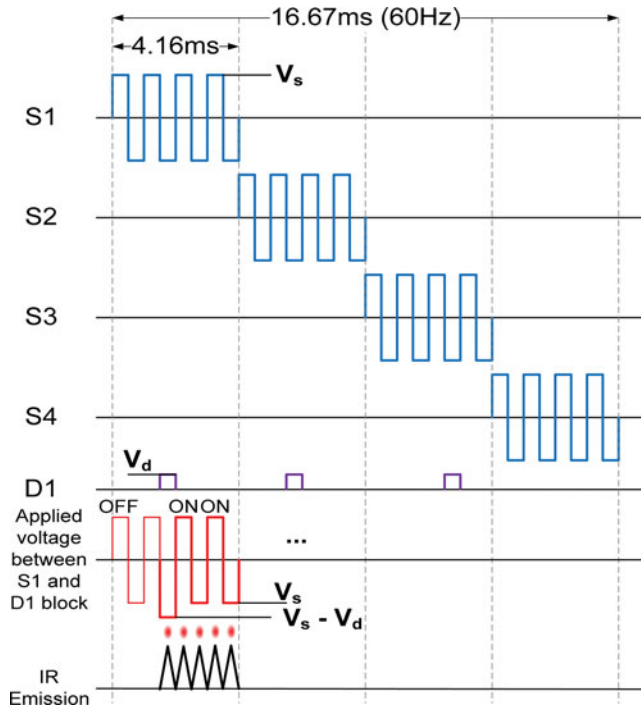 16.67ms (60Hz)
4.16ms
Vs
S1
S2
S3
S4
Vd
D1
OFF ON ON
Applied
voltage
between
S1 and
D1 block
...
Vs
Vs - Vd
IR
Emission